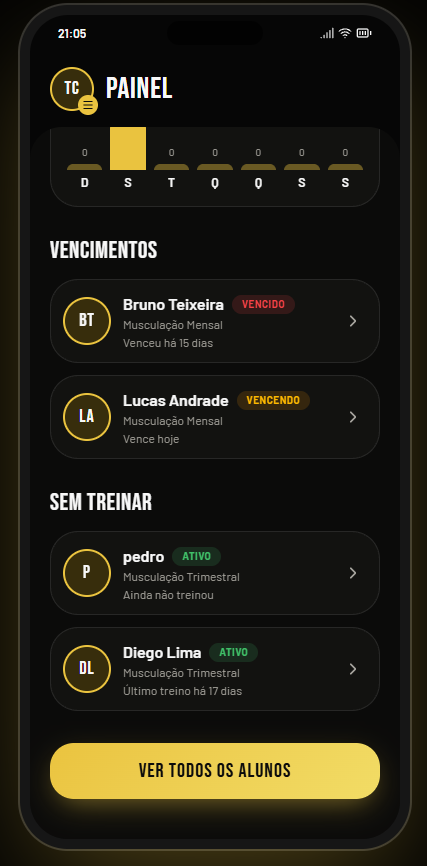 21:05
TC
PAINEL
0 0 0 0 0 0
D S T Q Q S S
VENCIMENTOS
BT
Bruno Teixeira VENCIDO
Musculação Mensal
Venceu há 15 dias
LA
Lucas Andrade VENCENDO
Musculação Mensal
Vence hoje
SEM TREINAR
P
pedro ATIVO
Musculação Trimestral
Ainda não treinou
DL
Diego Lima ATIVO
Musculação Trimestral
Último treino há 17 dias
VER TODOS OS ALUNOS